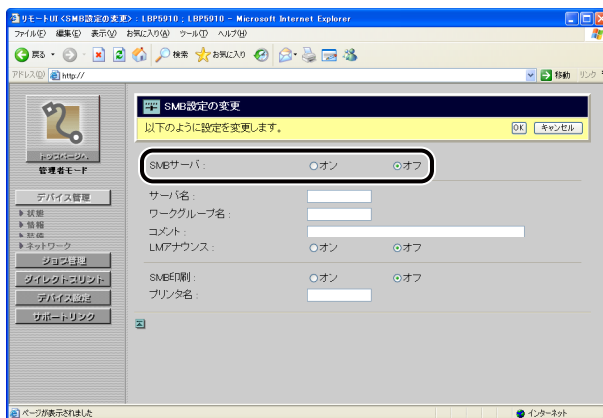 リモートUI <SMB設定の変更> : LBP5910 ; LBP5910 - Microsoft Internet Explorer
ファイル(F) 編集(E) 表示(V) お気に入り(A) ツール(T) ヘルプ(H)
戻る 検索 お気に入り
アドレス(D) http:// 移動 リンク
SMB設定の変更
以下のように設定を変更します。 OK キャンセル
トップページへ
管理者モード
デバイス管理
状態
情報
ネットワーク
ジョブ管理
ダイレクトプリント
デバイス設定
サポートリンク
SMBサーバ : オン オフ
サーバ名 :
ワークグループ名 :
コメント :
LMアナウンス : オン オフ
SMB印刷 : オン オフ
プリンタ名 :
ページが表示されました インターネット